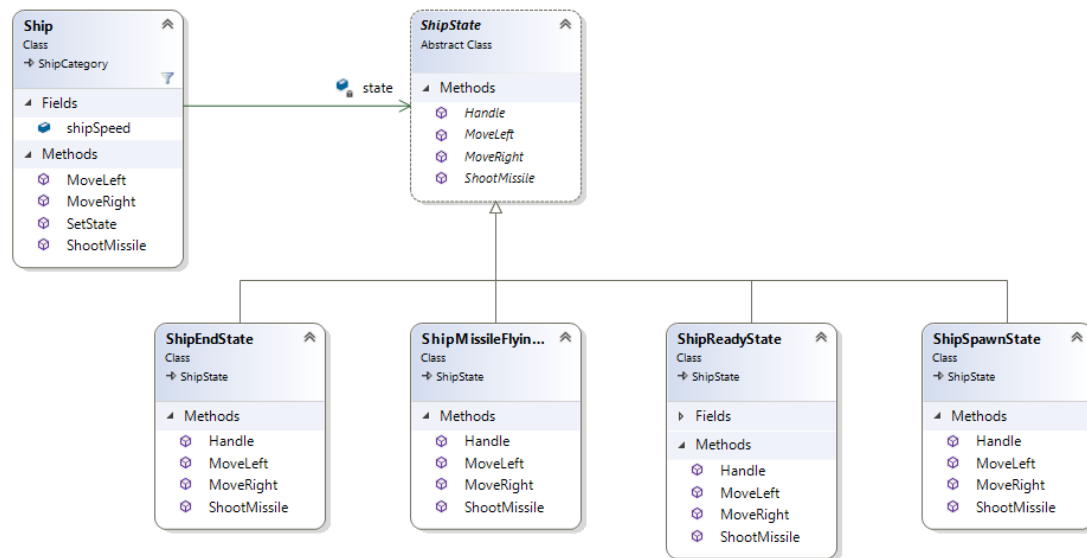 Ship
Class
ShipCategory
Fields
shipSpeed
Methods
MoveLeft
MoveRight
SetState
ShootMissile
state
ShipState
Abstract Class
Methods
Handle
MoveLeft
MoveRight
ShootMissile
ShipEndState
Class
ShipState
Methods
Handle
MoveLeft
MoveRight
ShootMissile
ShipMissileFlyin...
Class
ShipState
Methods
Handle
MoveLeft
MoveRight
ShootMissile
ShipReadyState
Class
ShipState
Fields
Methods
Handle
MoveLeft
MoveRight
ShootMissile
ShipSpawnState
Class
ShipState
Methods
Handle
MoveLeft
MoveRight
ShootMissile